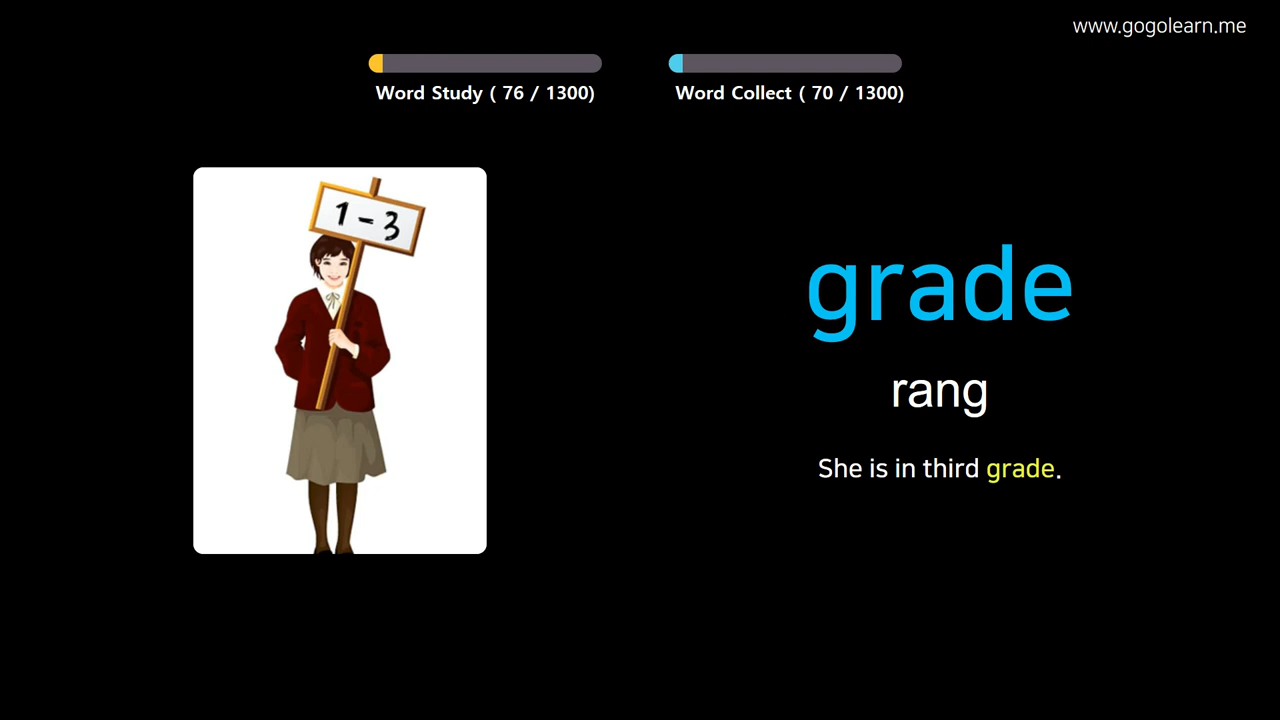 www.gogolearn.me
Word Study ( 76 / 1300)
Word Collect ( 70 / 1300)
1 - 3
grade
rang
She is in third grade.